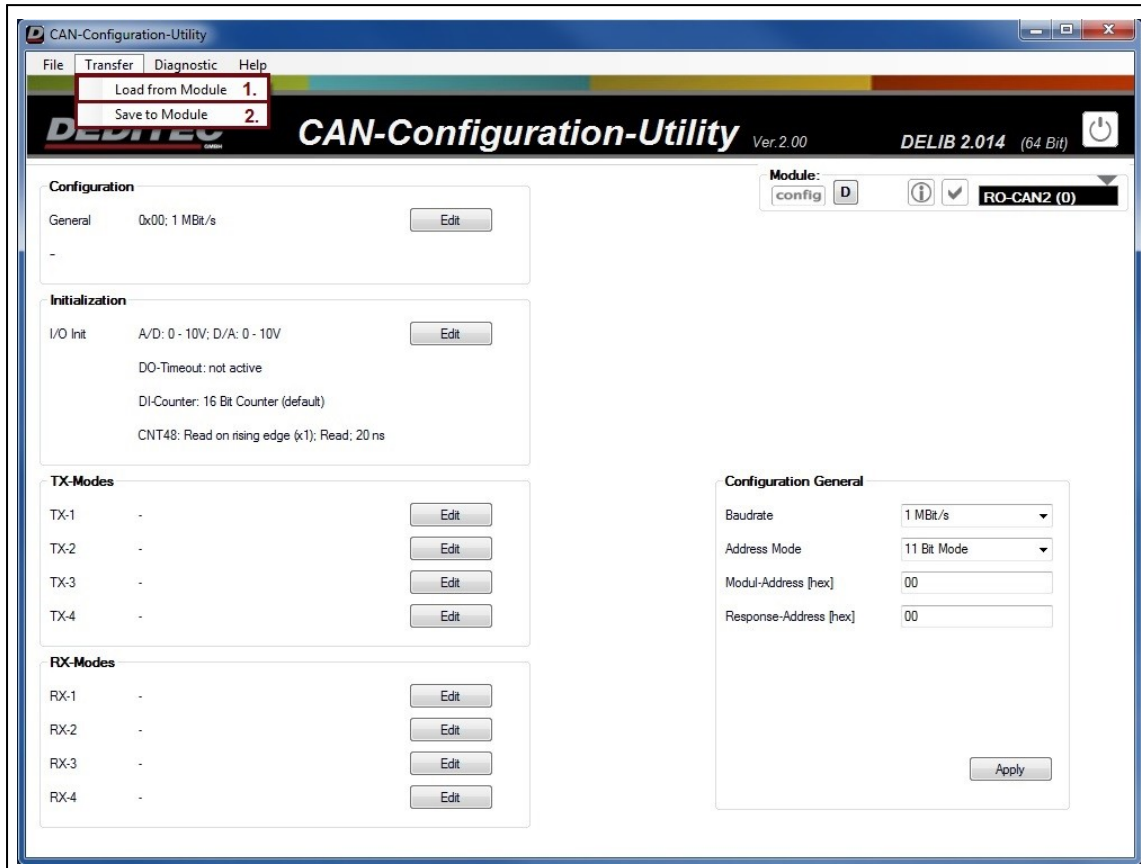 CAN-Configuration-Utility
File Transfer Diagnostic Help
Load from Module 1.
Save to Module 2.
DEDITEC GMBH
CAN-Configuration-Utility Ver.2.00
DELIB 2.014 (64 Bit)
Module:
config D
i
RO-CAN2 (0)
Configuration
General 0x00; 1 MBit/s Edit
-
Initialization
I/O Init A/D: 0 - 10V; D/A: 0 - 10V Edit
DO-Timeout: not active
DI-Counter: 16 Bit Counter (default)
CNT48: Read on rising edge (x1); Read; 20 ns
TX-Modes
TX-1 - Edit
TX-2 - Edit
TX-3 - Edit
TX-4 - Edit
RX-Modes
RX-1 - Edit
RX-2 - Edit
RX-3 - Edit
RX-4 - Edit
Configuration General
Baudrate 1 MBit/s
Address Mode 11 Bit Mode
Modul-Address [hex] 00
Response-Address [hex] 00
Apply